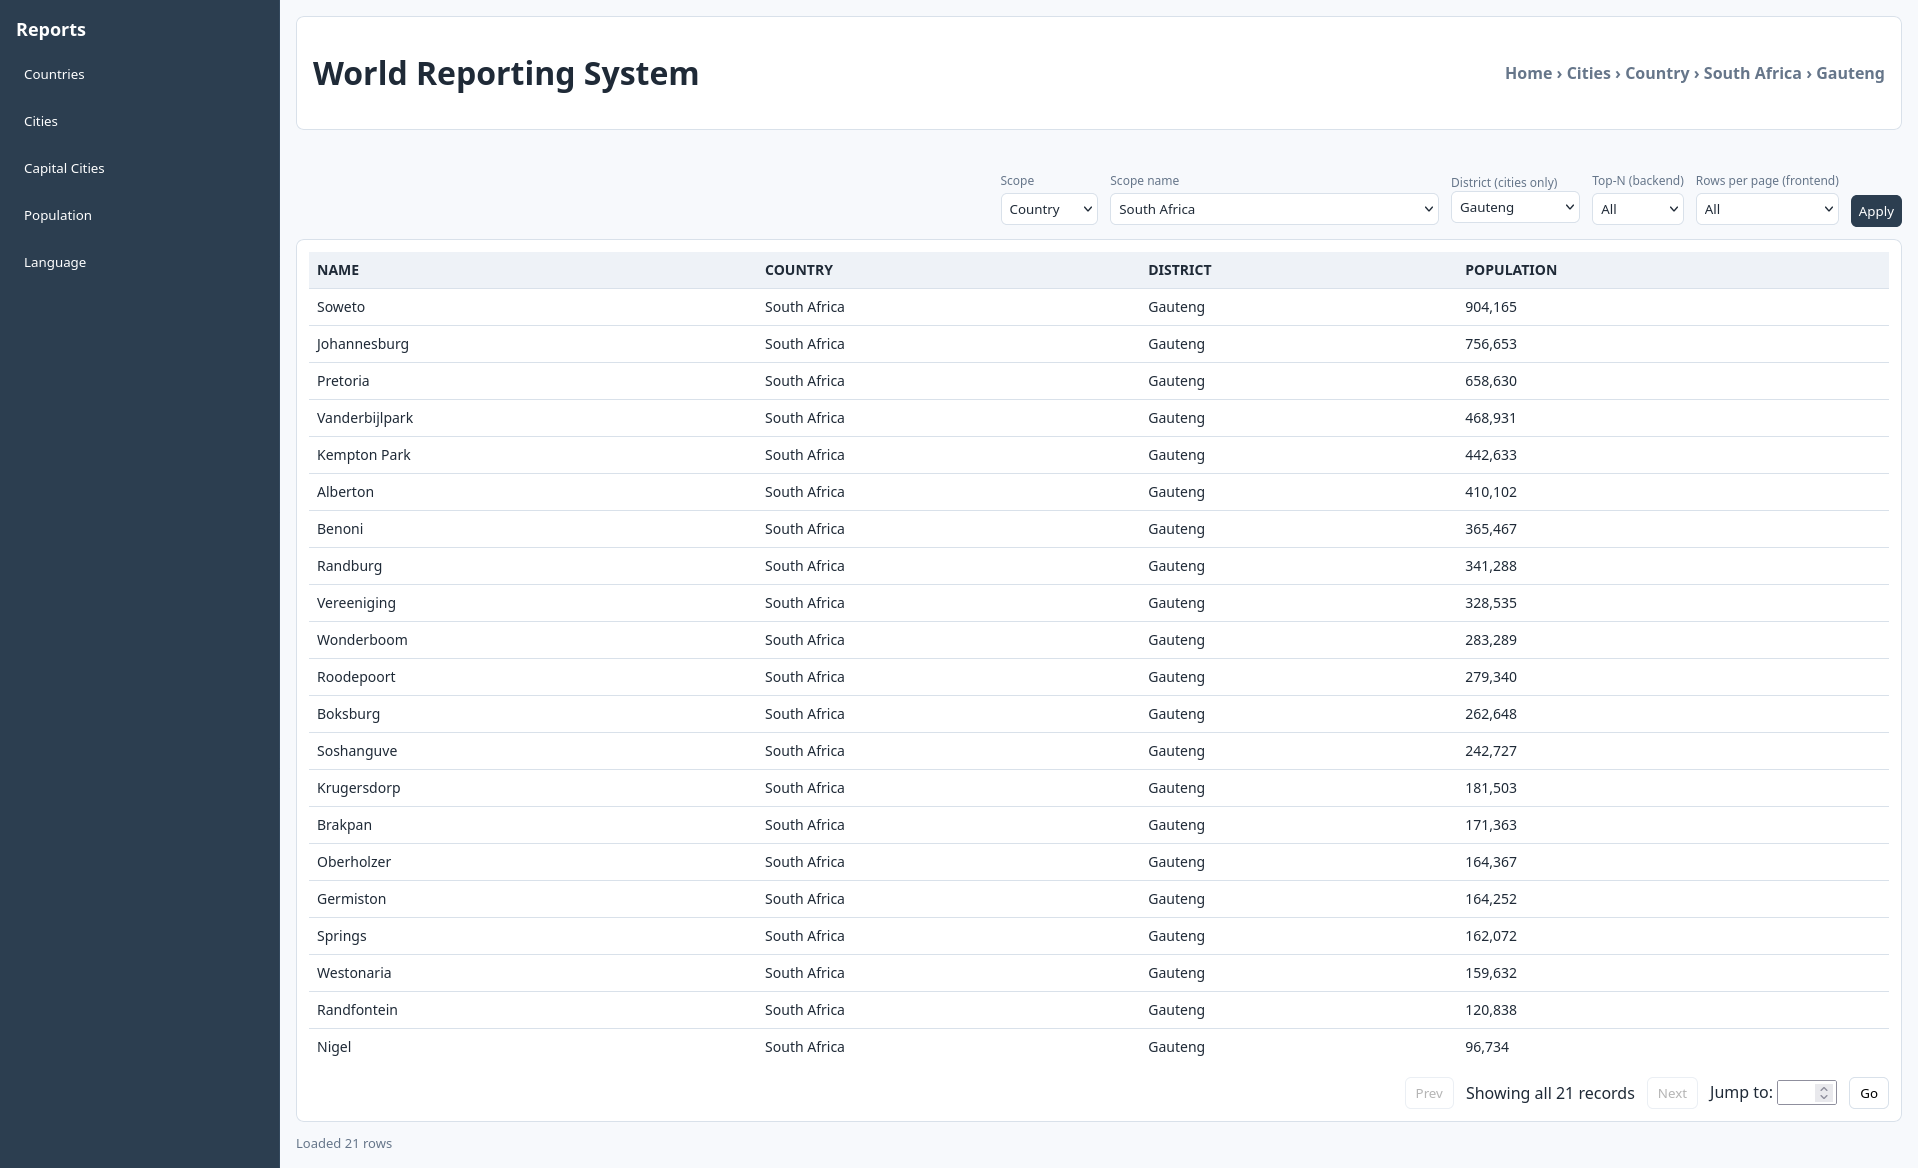 Reports
Countries
Cities
Capital Cities
Population
Language
World Reporting System
Home › Cities › Country › South Africa › Gauteng
Scope Scope name District (cities only) Top-N (backend) Rows per page (frontend)
Country South Africa Gauteng All All Apply
NAME COUNTRY DISTRICT POPULATION
Soweto South Africa Gauteng 904,165
Johannesburg South Africa Gauteng 756,653
Pretoria South Africa Gauteng 658,630
Vanderbijlpark South Africa Gauteng 468,931
Kempton Park South Africa Gauteng 442,633
Alberton South Africa Gauteng 410,102
Benoni South Africa Gauteng 365,467
Randburg South Africa Gauteng 341,288
Vereeniging South Africa Gauteng 328,535
Wonderboom South Africa Gauteng 283,289
Roodepoort South Africa Gauteng 279,340
Boksburg South Africa Gauteng 262,648
Soshanguve South Africa Gauteng 242,727
Krugersdorp South Africa Gauteng 181,503
Brakpan South Africa Gauteng 171,363
Oberholzer South Africa Gauteng 164,367
Germiston South Africa Gauteng 164,252
Springs South Africa Gauteng 162,072
Westonaria South Africa Gauteng 159,632
Randfontein South Africa Gauteng 120,838
Nigel South Africa Gauteng 96,734
Prev Showing all 21 records Next Jump to: Go
Loaded 21 rows